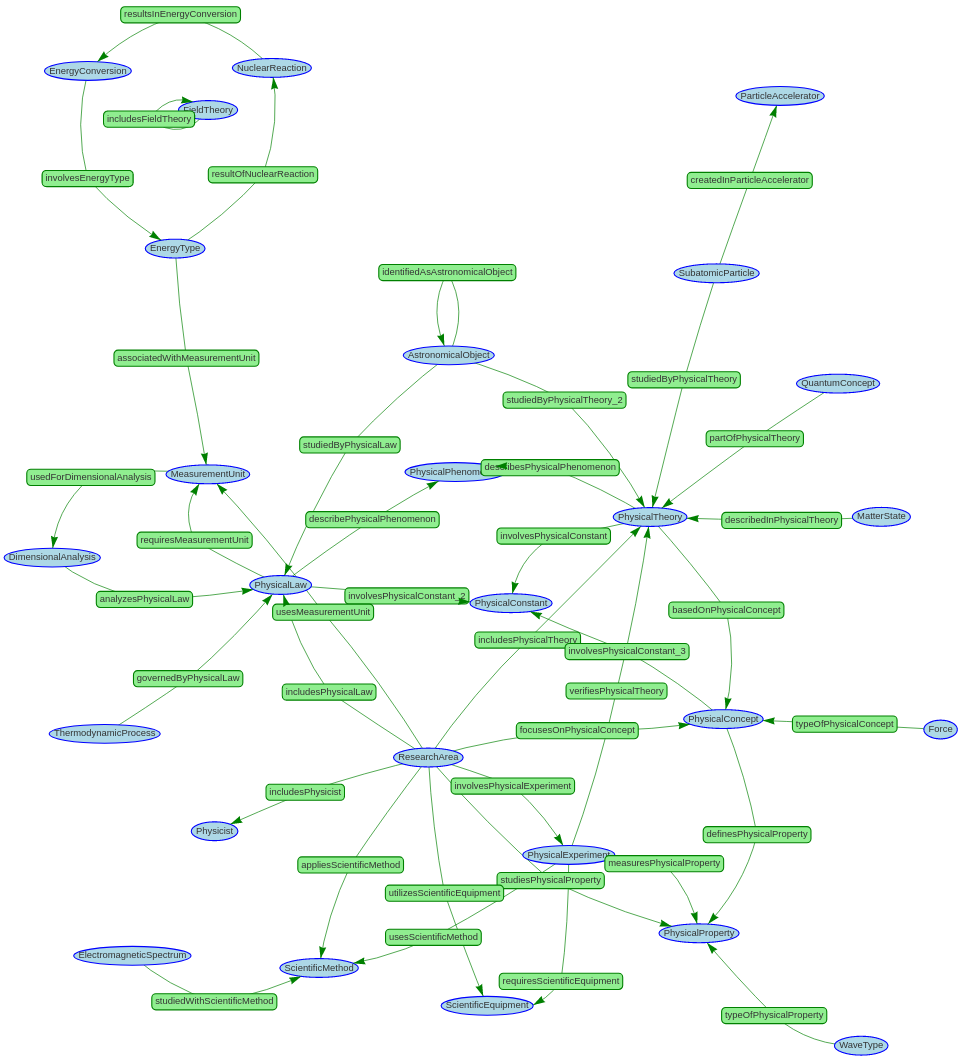 resultsInEnergyConversion
EnergyConversion
NuclearReaction
ParticleAccelerator
FieldTheory
includesFieldTheory
involvesEnergyType
resultOfNuclearReaction
createdInParticleAccelerator
EnergyType
identifiedAsAstronomicalObject
SubatomicParticle
associatedWithMeasurementUnit
AstronomicalObject
studiedByPhysicalTheory
QuantumConcept
studiedByPhysicalTheory_2
partOfPhysicalTheory
studiedByPhysicalLaw
describesPhysicalPhenomenon
PhysicalPhenom
usedForDimensionalAnalysis
MeasurementUnit
describePhysicalPhenomenon
PhysicalTheory
describedInPhysicalTheory
MatterState
requiresMeasurementUnit
involvesPhysicalConstant
DimensionalAnalysis
PhysicalLaw
analyzesPhysicalLaw
involvesPhysicalConstant_2
PhysicalConstant
usesMeasurementUnit
basedOnPhysicalConcept
includesPhysicalTheory
involvesPhysicalConstant_3
governedByPhysicalLaw
includesPhysicalLaw
verifiesPhysicalTheory
ThermodynamicProcess
focusesOnPhysicalConcept
PhysicalConcept
typeOfPhysicalConcept
Force
ResearchArea
includesPhysicist
involvesPhysicalExperiment
Physicist
definesPhysicalProperty
PhysicalExperiment
measuresPhysicalProperty
appliesScientificMethod
studiesPhysicalProperty
utilizesScientificEquipment
usesScientificMethod
PhysicalProperty
ElectromagneticSpectrum
ScientificMethod
requiresScientificEquipment
studiedWithScientificMethod
ScientificEquipment
typeOfPhysicalProperty
WaveType